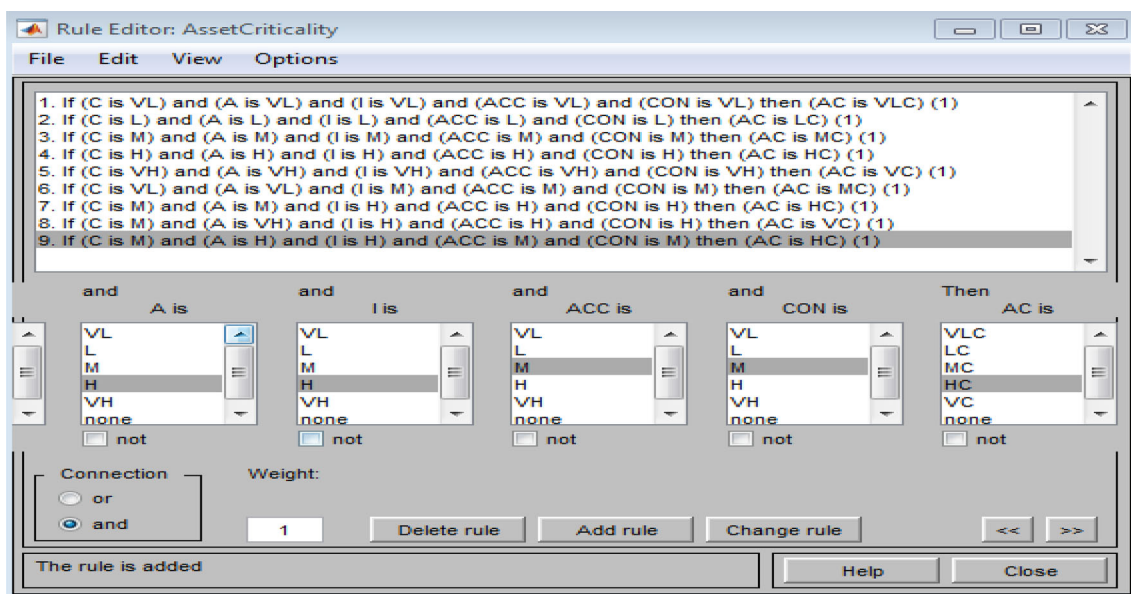 Rule Editor: AssetCriticality
File Edit View Options
1. If (C is VL) and (A is VL) and (I is VL) and (ACC is VL) and (CON is VL) then (AC is VLC) (1)
2. If (C is L) and (A is L) and (I is L) and (ACC is L) and (CON is L) then (AC is LC) (1)
3. If (C is M) and (A is M) and (I is M) and (ACC is M) and (CON is M) then (AC is MC) (1)
4. If (C is H) and (A is H) and (I is H) and (ACC is H) and (CON is H) then (AC is HC) (1)
5. If (C is VH) and (A is VH) and (I is VH) and (ACC is VH) and (CON is VH) then (AC is VC) (1)
6. If (C is VL) and (A is VL) and (I is M) and (ACC is M) and (CON is M) then (AC is MC) (1)
7. If (C is M) and (A is M) and (I is H) and (ACC is H) and (CON is H) then (AC is HC) (1)
8. If (C is M) and (A is VH) and (I is H) and (ACC is H) and (CON is H) then (AC is VC) (1)
9. If (C is M) and (A is H) and (I is H) and (ACC is M) and (CON is M) then (AC is HC) (1)
and and and and Then
A is I is ACC is CON is AC is
VL VL VL VL VLC
L L L L LC
M M M M MC
H H H H HC
VH VH VH VH VC
none none none none none
not not not not not
Connection Weight:
or
and 1 Delete rule Add rule Change rule << >>
The rule is added Help Close